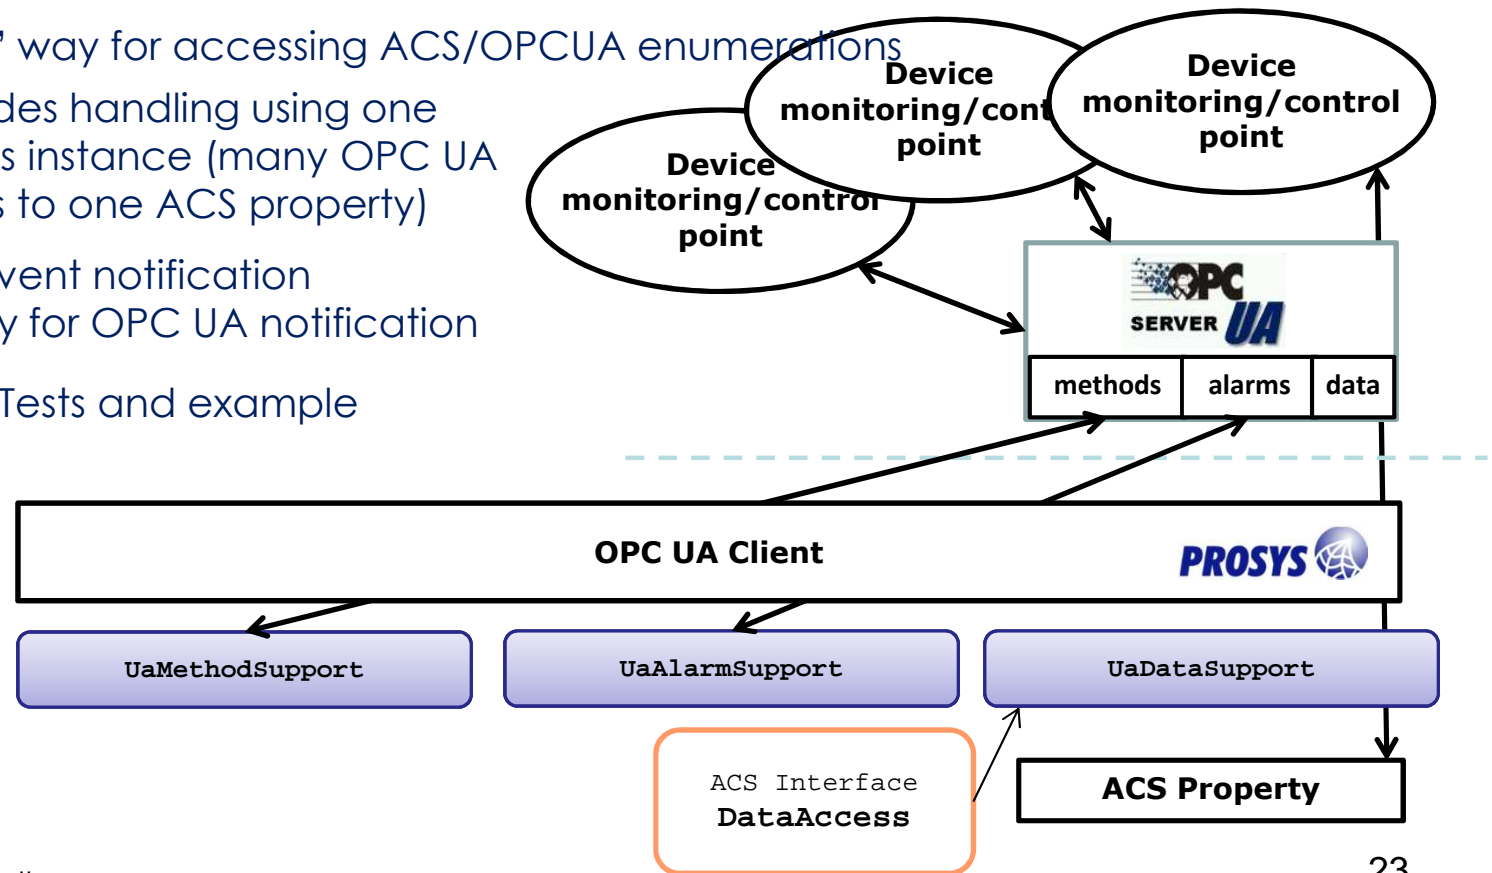 way for accessing ACS/OPCUA enumerations
des handling using one
s instance (many OPC UA
s to one ACS property)
vent notification
y for OPC UA notification
Tests and example
Device
monitoring/control
point
Device
monitoring/cont
point
Device
monitoring/control
point
OPC
SERVER UA
methods alarms data
OPC UA Client
PROSYS
UaMethodSupport
UaAlarmSupport
UaDataSupport
ACS Interface
DataAccess
ACS Property
23